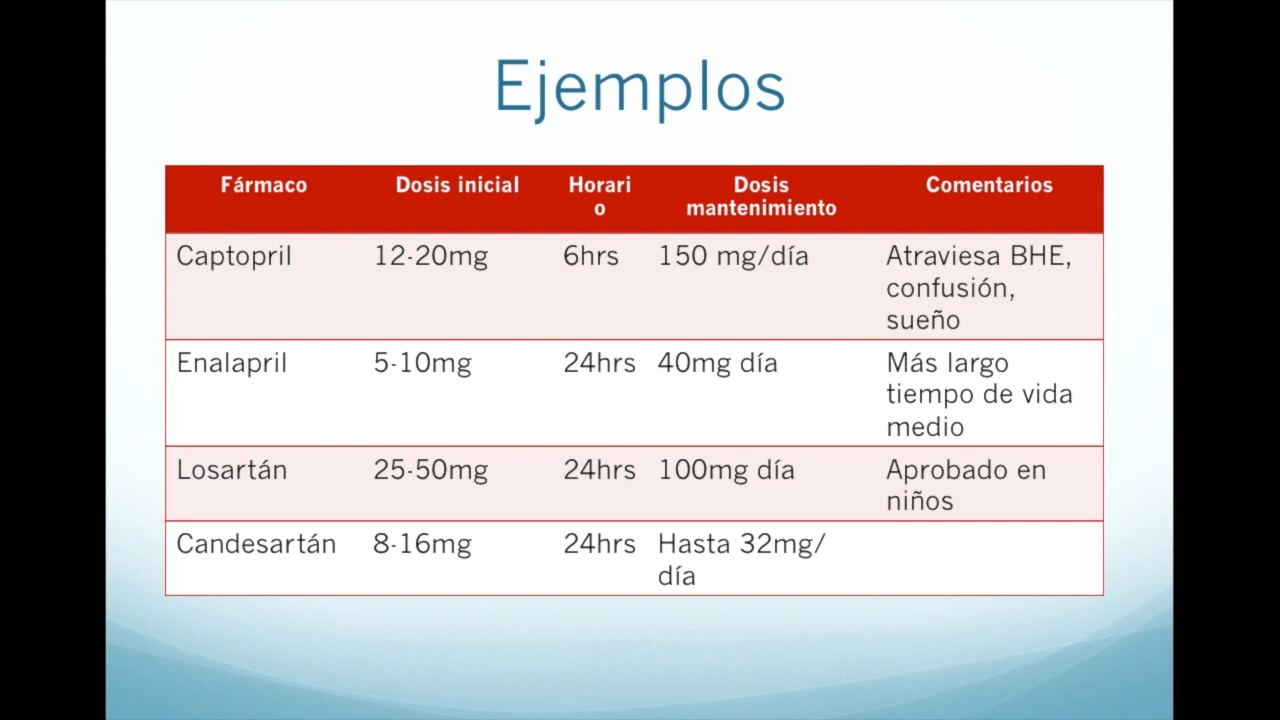 Ejemplos
Fármaco Dosis inicial Horari Dosis Comentarios
o mantenimiento
Captopril 12-20mg 6hrs 150 mg/día Atraviesa BHE,
confusión,
sueño
Enalapril 5-10mg 24hrs 40mg día Más largo
tiempo de vida
medio
Losartán 25-50mg 24hrs 100mg día Aprobado en
niños
Candesartán 8-16mg 24hrs Hasta 32mg/
día